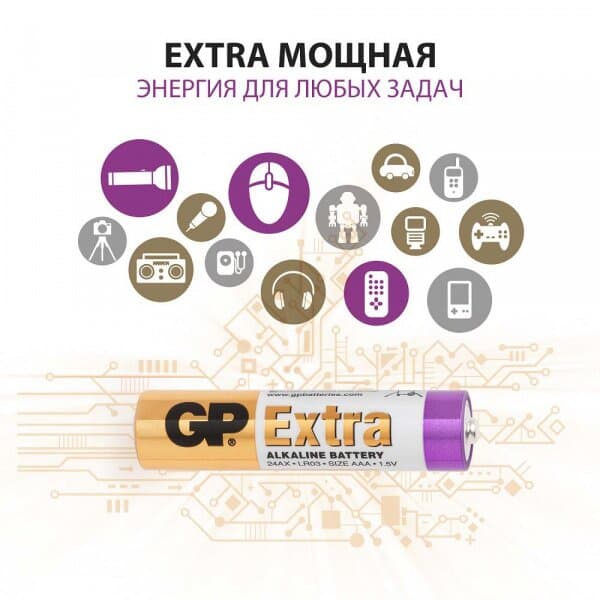 EXTRA МОЩНАЯ
ЭНЕРГИЯ ДЛЯ ЛЮБЫХ ЗАДАЧ
www.gpbatteries.com
GP® Extra
ALKALINE BATTERY
24AX • LR03 • SIZE AAA • 1.5V